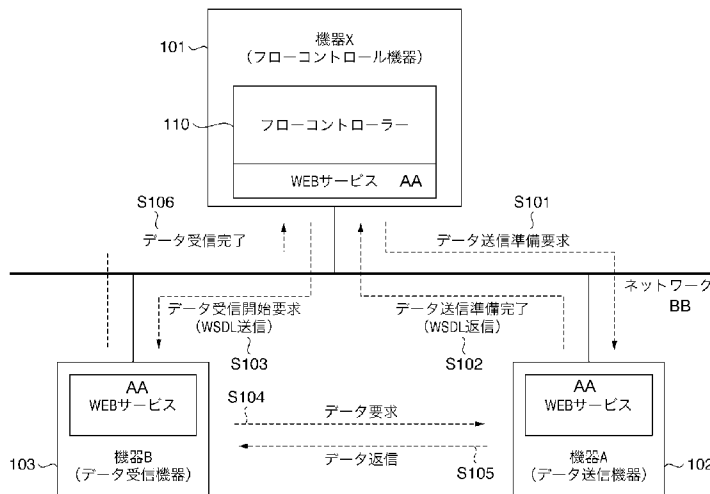 101
機器X
(フローコントロール機器)
110
フローコントローラー
WEBサービス AA
S106
S101
データ受信完了
データ送信準備要求
ネットワーク
BB
データ受信開始要求
(WSDL送信)
データ送信準備完了
(WSDL返信)
S103
S102
AA
WEBサービス
S104
データ要求
AA
WEBサービス
103
機器B
(データ受信機器)
データ返信
S105
機器A
(データ送信機器)
102